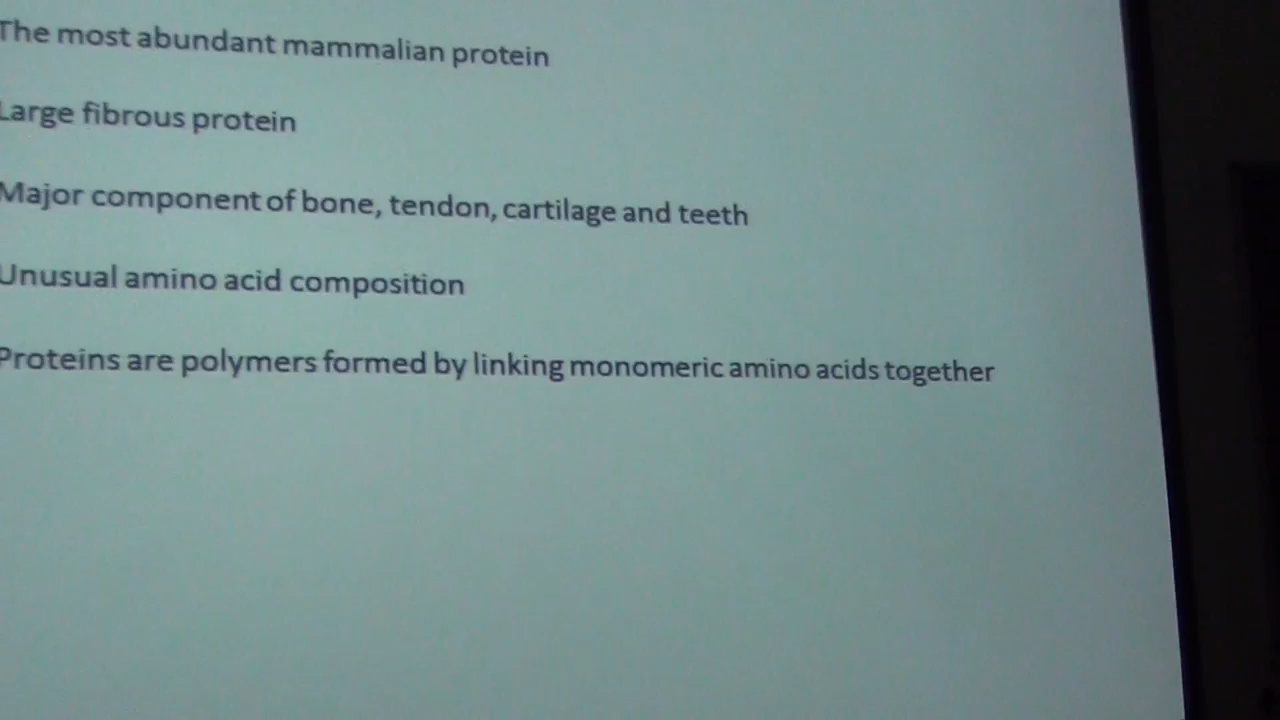 The most abundant mammalian protein
Large fibrous protein
Major component of bone, tendon, cartilage and teeth
Unusual amino acid composition
Proteins are polymers formed by linking monomeric amino acids together